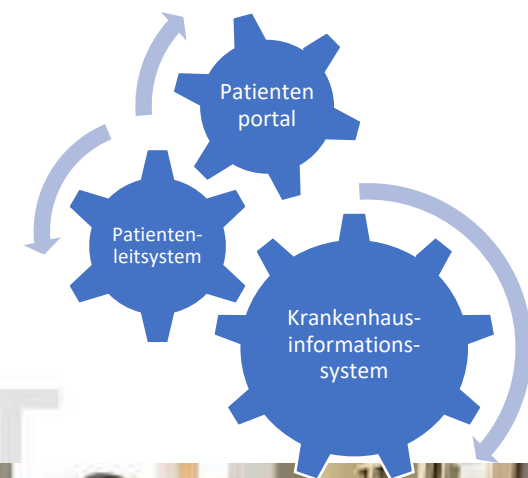 Patienten
portal
Patienten-
leitsystem
Krankenhaus-
informations-
system
T